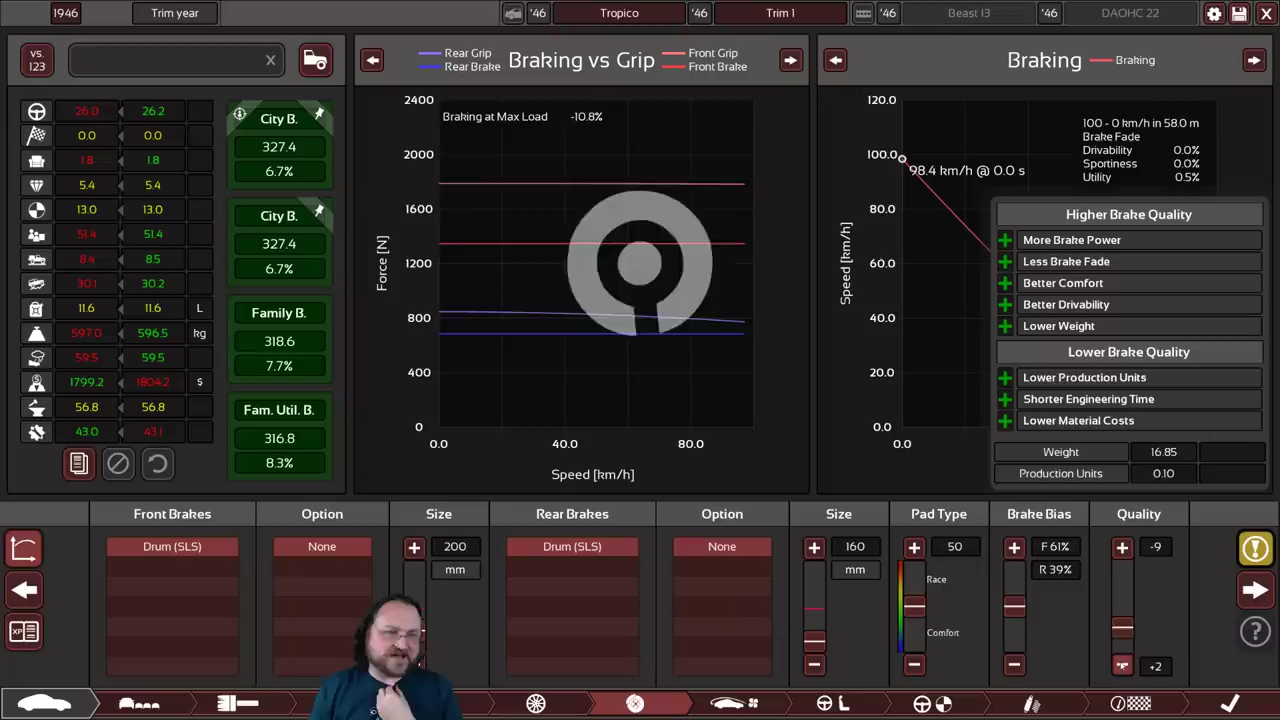 1946 Trim year '46 Tropico '46 Trim 1 '46 Beast I3 '46 DAOHC 22
vs. 123 X
Rear Grip Front Grip
Rear Brake Front Brake
Braking vs Grip
Braking Braking
26.0 26.2
0.0 0.0
1.8 1.8
5.4 5.4
13.0 13.0
51.4 51.4
8.4 8.5
30.1 30.2
11.6 11.6 L
597.0 596.5 kg
59.5 59.5
1799.2 1804.2 $
56.8 56.8
43.0 43.1
City B.
327.4
6.7%
City B.
327.4
6.7%
Family B.
318.6
7.7%
Fam. Util. B.
316.8
8.3%
Braking at Max Load -10.8%
2400
2000
1600
1200
800
400
0
Force [N]
0.0 40.0 80.0
Speed [km/h]
120.0
100.0
80.0
60.0
40.0
20.0
0.0
Speed [km/h]
0.0
98.4 km/h @ 0.0 s
100 - 0 km/h in 58.0 m
Brake Fade
Drivability 0.0%
Sportiness 0.0%
Utility 0.5%
Higher Brake Quality
More Brake Power
Less Brake Fade
Better Comfort
Better Drivability
Lower Weight
Lower Brake Quality
Lower Production Units
Shorter Engineering Time
Lower Material Costs
Weight 16.85
Production Units 0.10
Front Brakes Option Size Rear Brakes Option Size Pad Type Brake Bias Quality
Drum (SLS) None 200 Drum (SLS) None 160 50 F 61% -9
mm mm R 39%
Race
Comfort
+2
XP